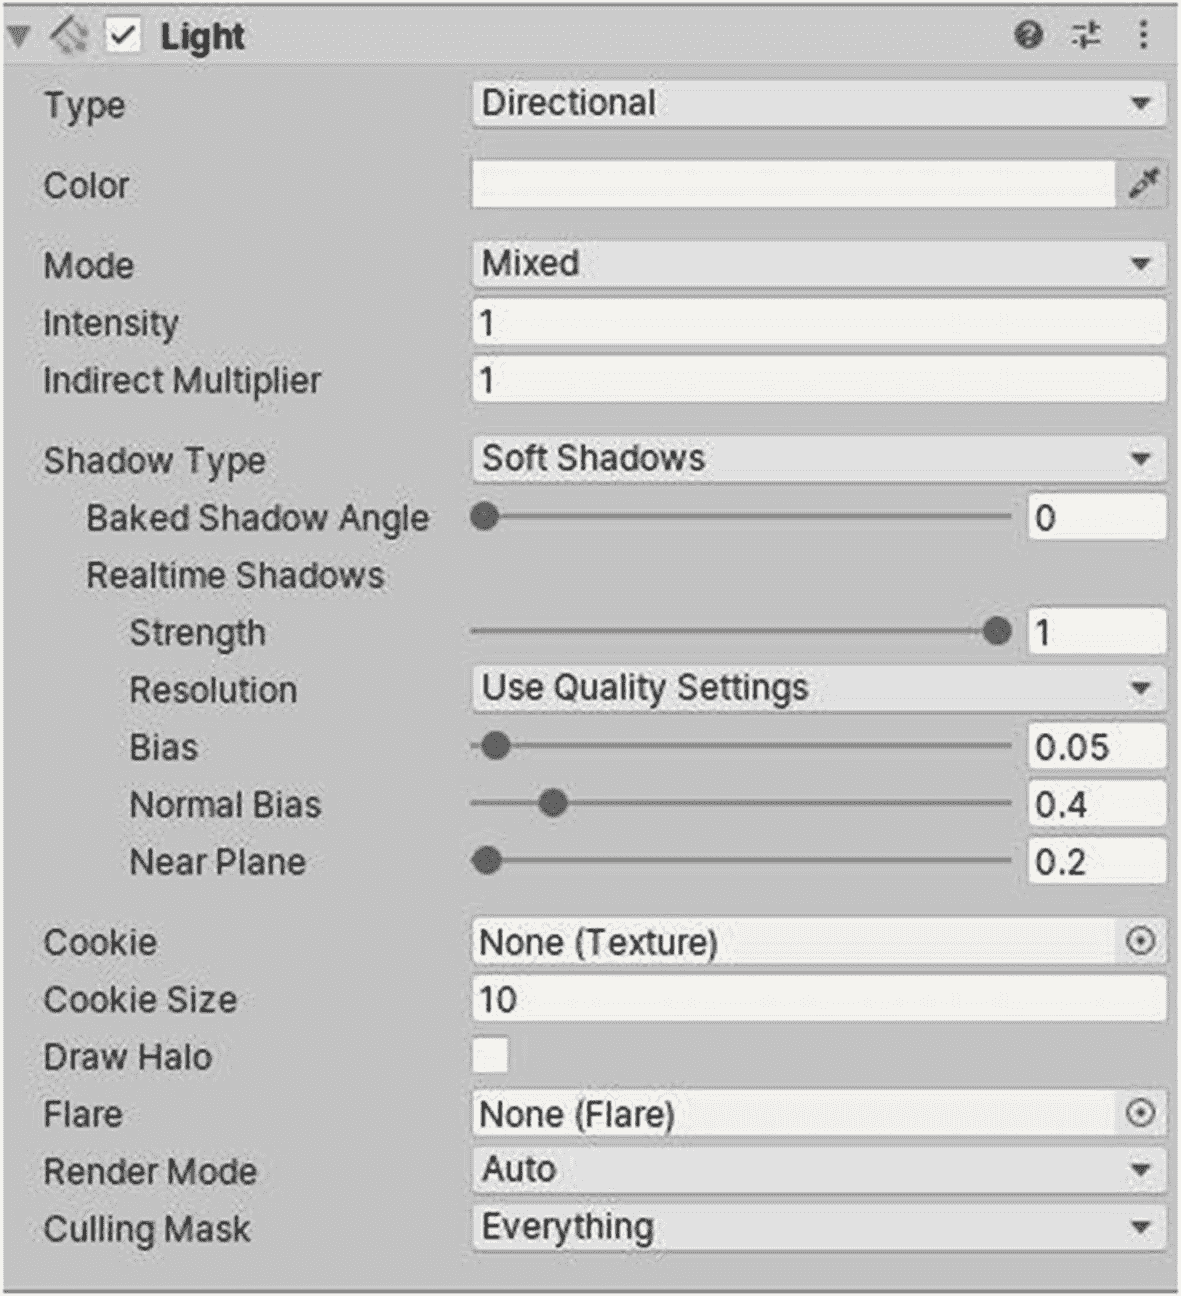 Light
Type Directional
Color
Mode Mixed
Intensity 1
Indirect Multiplier 1
Shadow Type Soft Shadows
Baked Shadow Angle 0
Realtime Shadows
Strength 1
Resolution Use Quality Settings
Bias 0.05
Normal Bias 0.4
Near Plane 0.2
Cookie None (Texture)
Cookie Size 10
Draw Halo
Flare None (Flare)
Render Mode Auto
Culling Mask Everything